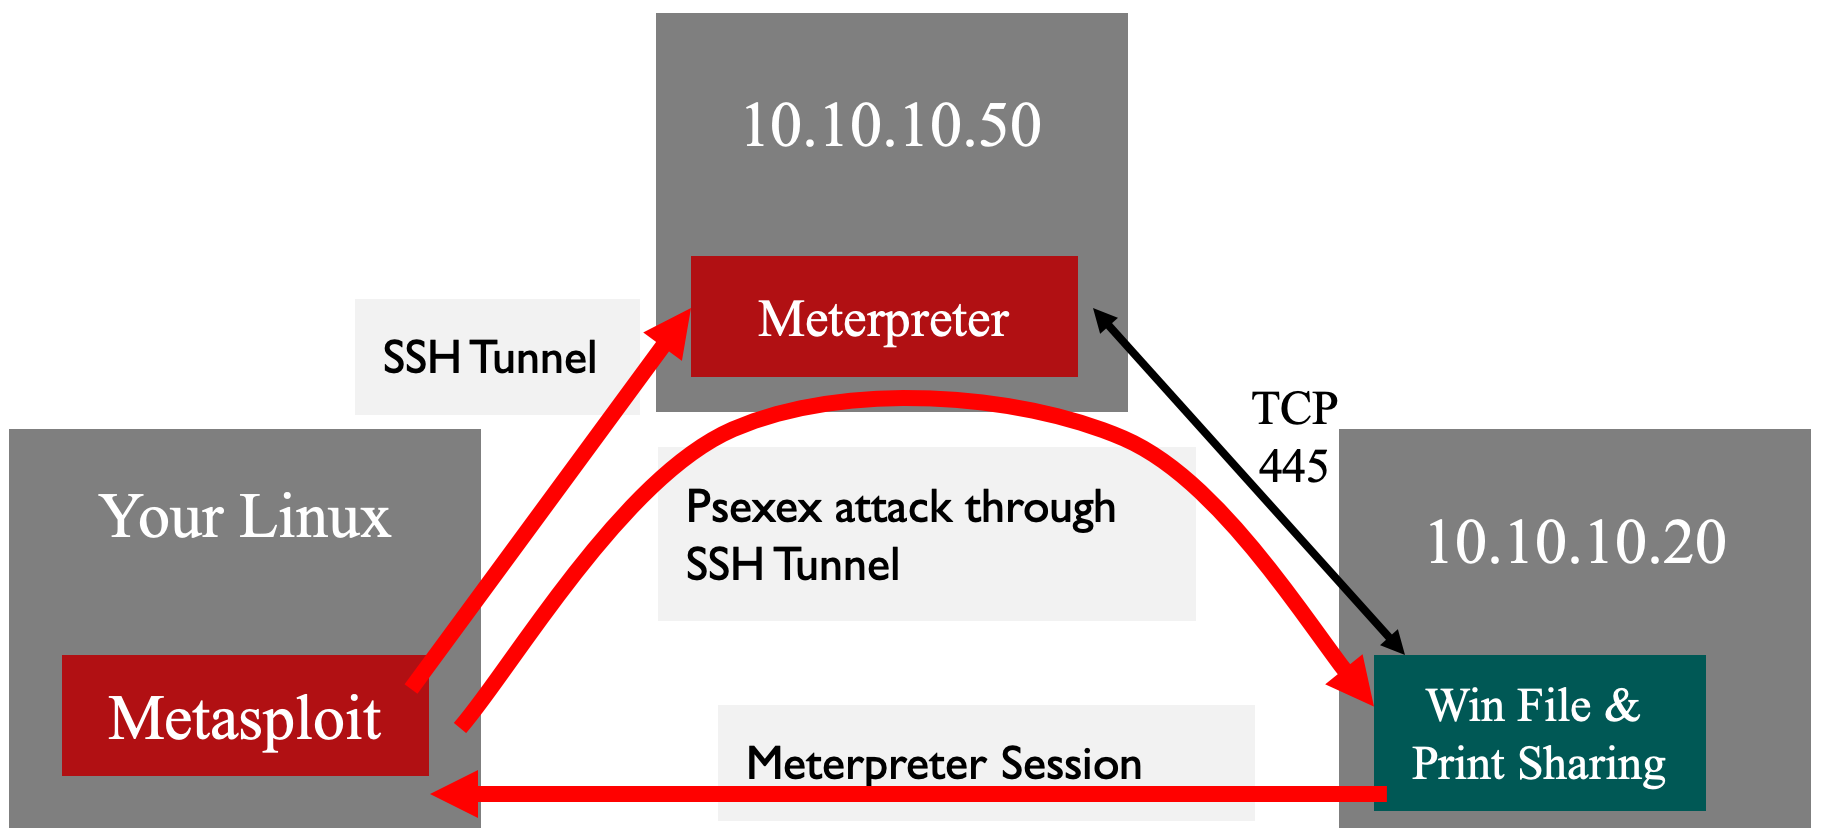 10.10.10.50
Meterpreter
SSH Tunnel
TCP
445
Your Linux
Psexex attack through
SSH Tunnel
10.10.10.20
Metasploit
Meterpreter Session
Win File &
Print Sharing